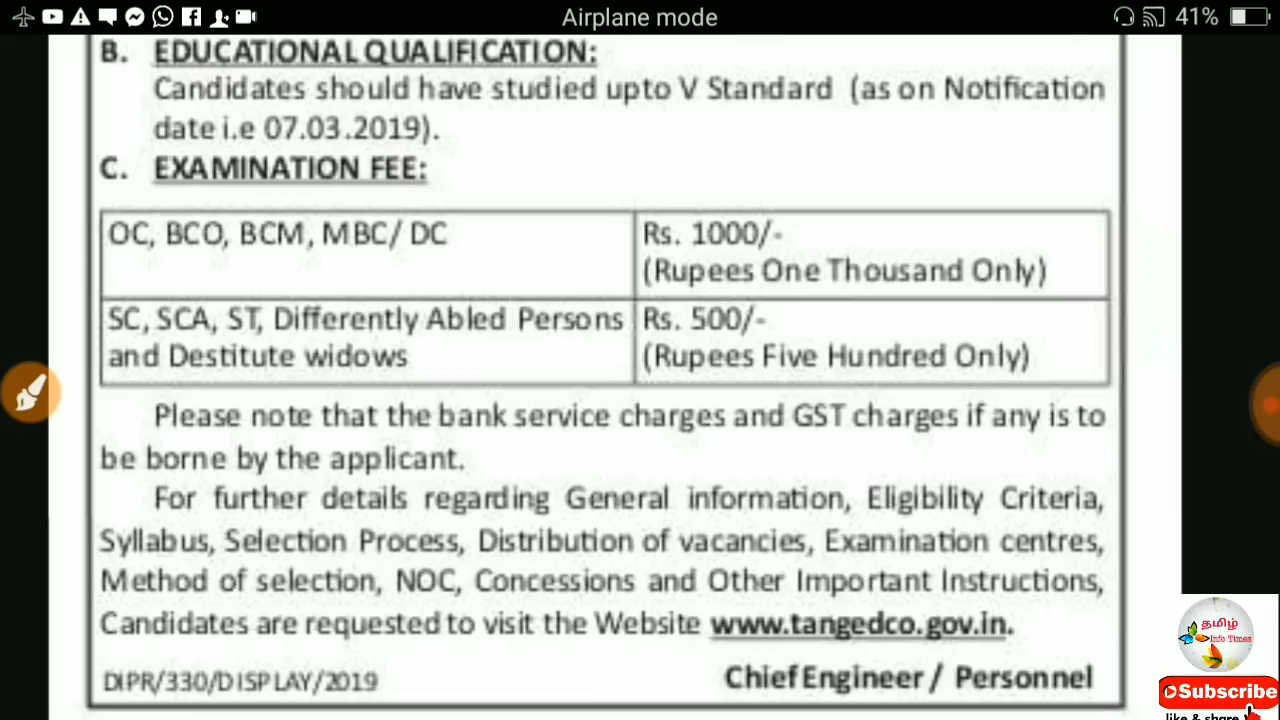 Airplane mode
41%
B. EDUCATIONAL QUALIFICATION:
Candidates should have studied upto V Standard (as on Notification
date i.e 07.03.2019).
C. EXAMINATION FEE:
OC, BCO, BCM, MBC/ DC
Rs. 1000/-
(Rupees One Thousand Only)
SC, SCA, ST, Differently Abled Persons
and Destitute widows
Rs. 500/-
(Rupees Five Hundred Only)
Please note that the bank service charges and GST charges if any is to
be borne by the applicant.
For further details regarding General information, Eligibility Criteria,
Syllabus, Selection Process, Distribution of vacancies, Examination centres,
Method of selection, NOC, Concessions and Other Important Instructions,
Candidates are requested to visit the Website www.tangedco.gov.in.
DIPR/330/DISPLAY/2019
Chief Engineer / Personnel
தமிழ்
Info Times
Subscribe
like & share